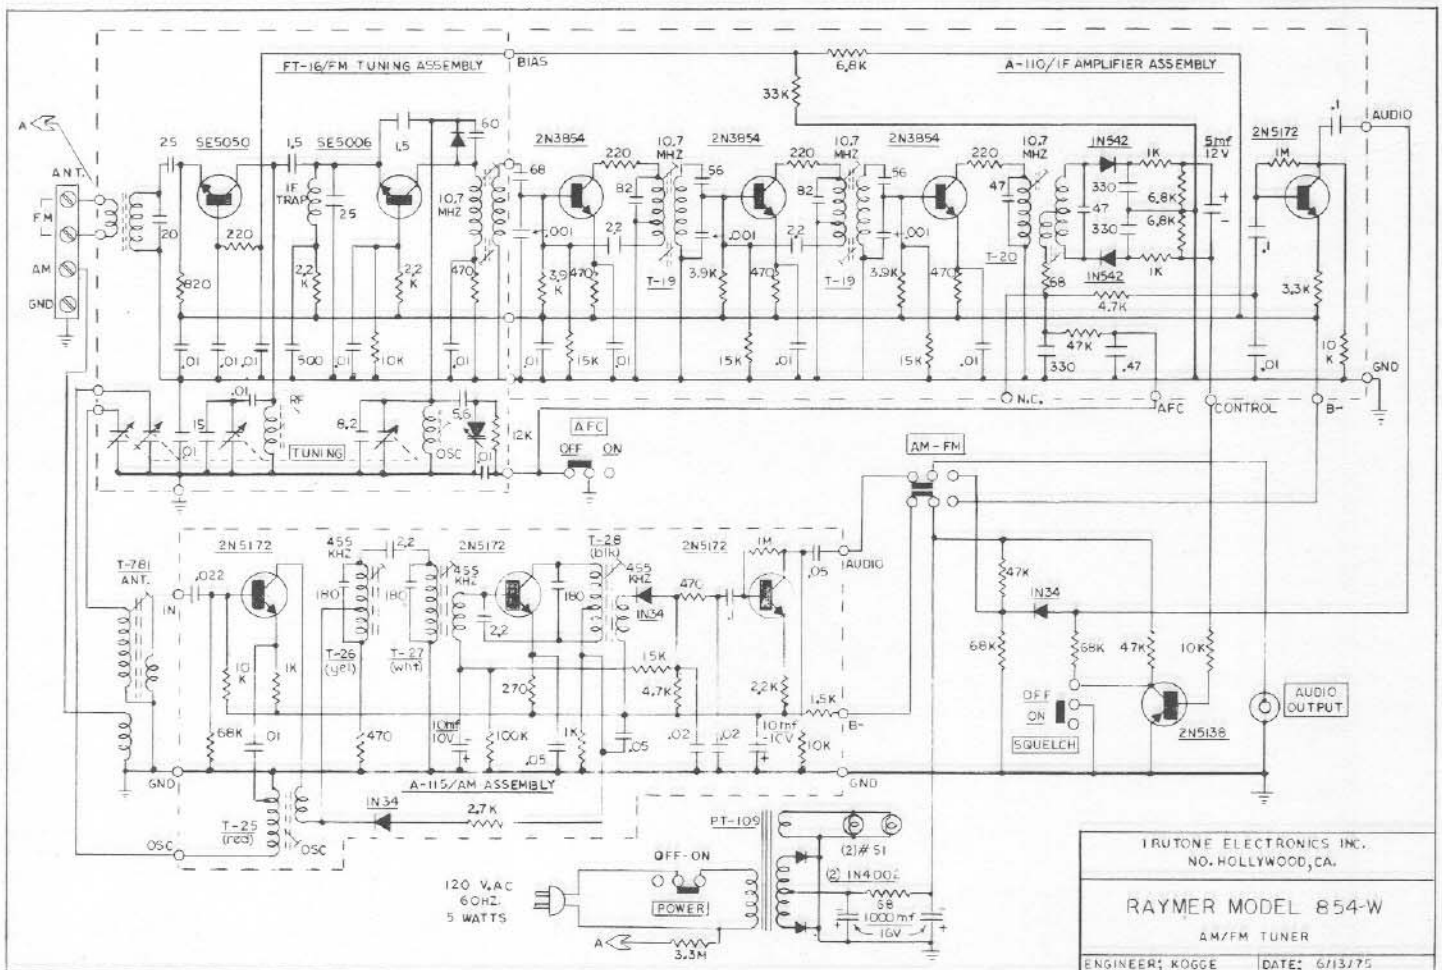 FT-16/FM TUNING ASSEMBLY
BIAS
6.8K
A-110/IF AMPLIFIER ASSEMBLY
33K
.1
AUDIO
A
25
SE5050
1.5
SE5006
1.5
60
2N3854
220
10.7 MHZ
2N3854
220
10.7 MHZ
2N3854
220
10.7 MHZ
1N542
1K
5mf
12V
2N5172
1M
ANT.
FM
AM
GND
20
220
820
IF TRAP
25
2.2 K
2.2 K
10.7 MHZ
470
68
.001
3.9 K
470
82
2.2
T-19
56
.001
3.9K
470
82
2.2
T-19
56
.001
3.9K
470
47
T-20
68
330
47
330
1N542
6.8K
6.8K
1K
4.7K
.1
3.3K
.01
.01
.01
500
.01
10K
.01
.01
15K
.01
15K
.01
15K
.01
330
47K
.47
.01
10 K
GND
N.C.
AFC
CONTROL
B-
.01
RF
15
.01
TUNING
8.2
OSC
5.6
.01
12K
AFC
OFF
ON
AM-FM
T-781
ANT.
2N5172
.022
IN
455 KHZ
180
2.2
180
455 KHZ
2N5172
2.2
180
T-28
(blk)
455 KHZ
1N34
2N5172
470
.1
1M
.05
AUDIO
T-26
(yel)
T-27
(wht)
10 K
1K
68K
.01
470
10mf
10V
100K
270
.05
1K
.05
15K
4.7K
.02
.02
2.2K
10mf
-10V
1.5K
10K
B-
GND
GND
A-115/AM ASSEMBLY
T-25
(red)
OSC
OSC
1N34
2.7K
47K
1N34
68K
68K
47K
10K
OFF
ON
SQUELCH
2N5138
AUDIO OUTPUT
PT-109
(2)#51
(2) 1N4002
68
1000mf
16V
120 V.AC
60HZ.
5 WATTS
OFF-ON
POWER
A
3.3M
TRUTONE ELECTRONICS INC.
NO. HOLLYWOOD, CA.
RAYMER MODEL 854-W
AM/FM TUNER
ENGINEER: KOGGE
DATE: 6/13/75